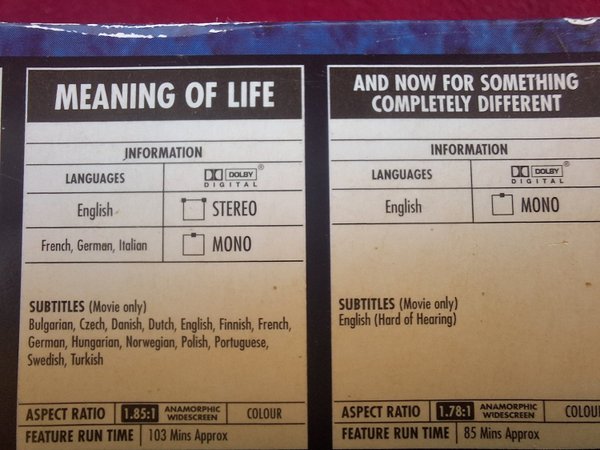 MEANING OF LIFE
INFORMATION
LANGUAGES DOLBY®
DIGITAL
English STEREO
French, German, Italian MONO
SUBTITLES (Movie only)
Bulgarian, Czech, Danish, Dutch, English, Finnish, French,
German, Hungarian, Norwegian, Polish, Portuguese,
Swedish, Turkish
ASPECT RATIO 1.85:1 ANAMORPHIC WIDESCREEN COLOUR
FEATURE RUN TIME 103 Mins Approx
AND NOW FOR SOMETHING
COMPLETELY DIFFERENT
INFORMATION
LANGUAGES DOLBY®
DIGITAL
English MONO
SUBTITLES (Movie only)
English (Hard of Hearing)
ASPECT RATIO 1.78:1 ANAMORPHIC WIDESCREEN COLOU
FEATURE RUN TIME 85 Mins Approx